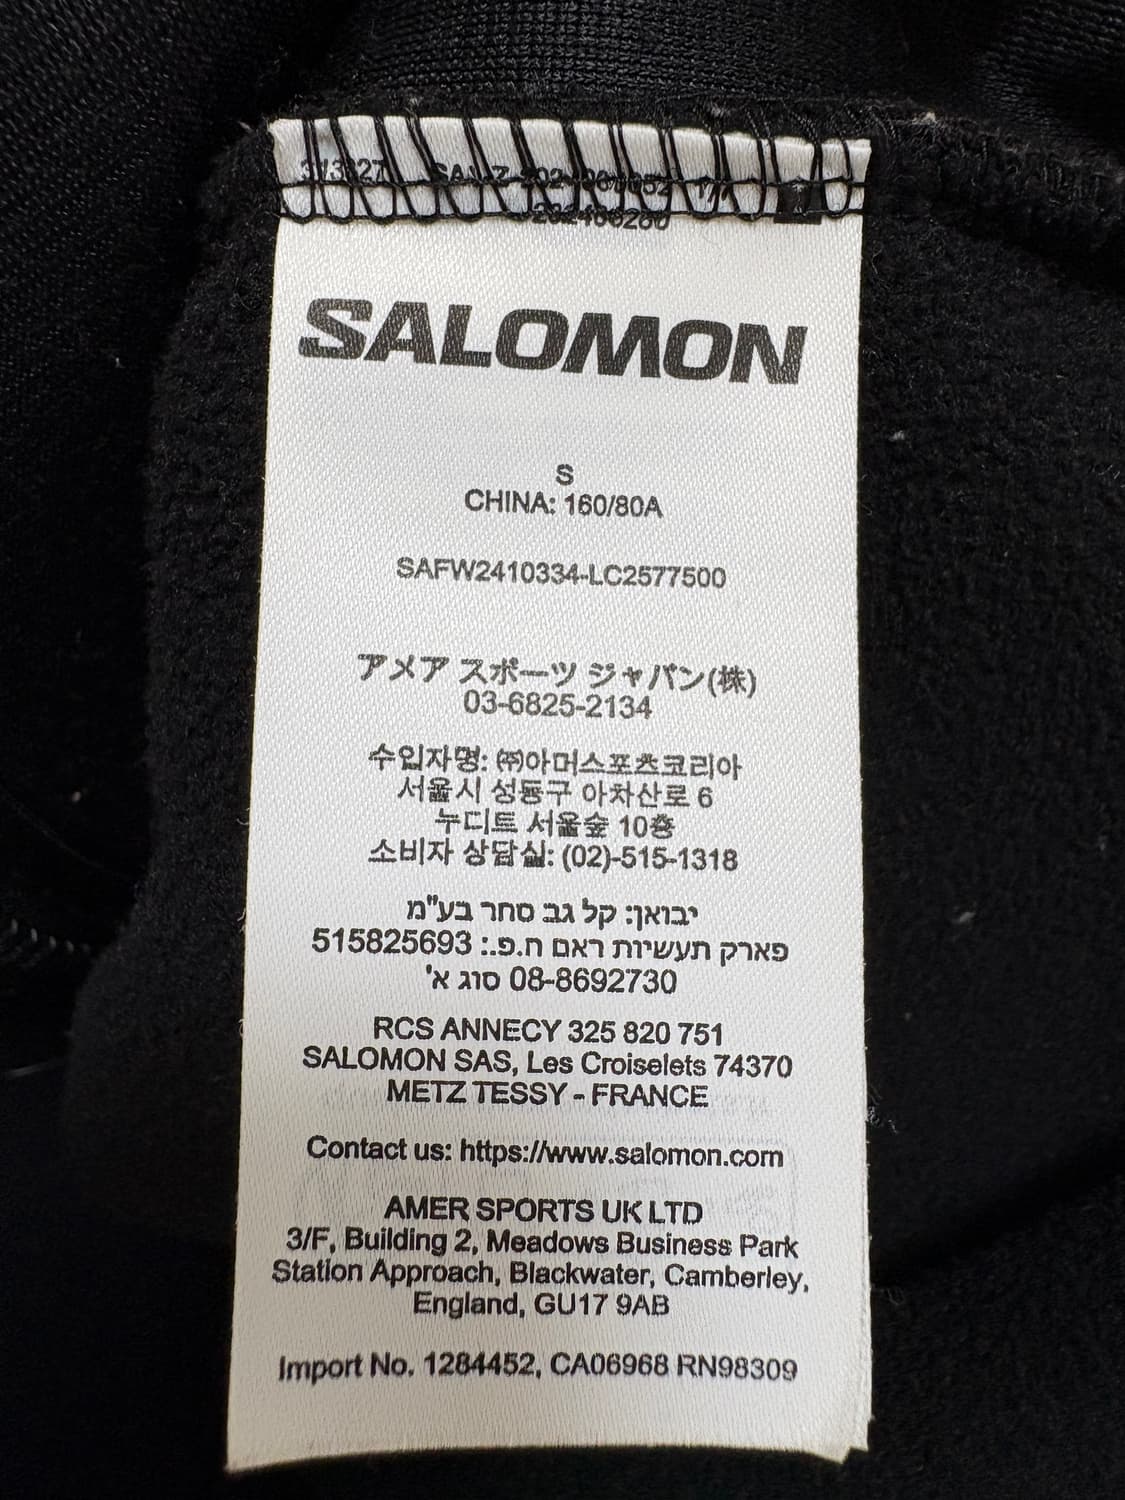 SALOMON
S
CHINA: 160/80A
SAFW2410334-LC2577500
アメア スポーツ ジャパン(株)
03-6825-2134
수입자명: ㈜아머스포츠코리아
서울시 성동구 아차산로 6
누디트 서울숲 10층
소비자 상담실: (02)-515-1318
יבואן: קל גב סחר בע"מ
פארק תעשיות ראם ח.פ.: 515825693
08-8692730 סוג א'
RCS ANNECY 325 820 751
SALOMON SAS, Les Croiselets 74370
METZ TESSY - FRANCE
Contact us: https://www.salomon.com
AMER SPORTS UK LTD
3/F, Building 2, Meadows Business Park
Station Approach, Blackwater, Camberley,
England, GU17 9AB
Import No. 1284452, CA06968 RN98309